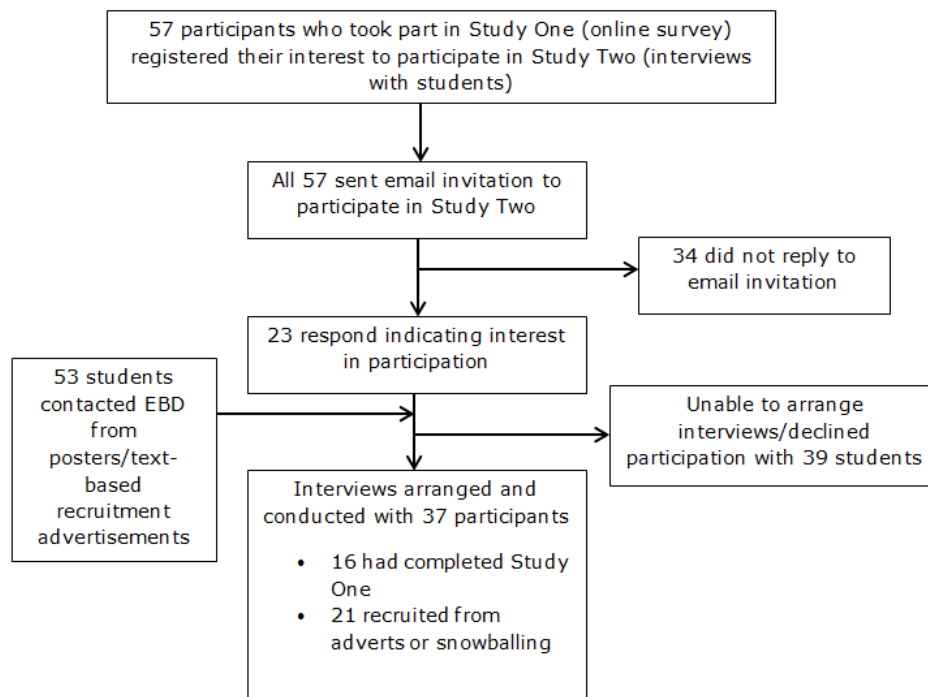 57 participants who took part in Study One (online survey)
registered their interest to participate in Study Two (interviews
with students)
All 57 sent email invitation to
participate in Study Two
34 did not reply to
email invitation
23 respond indicating interest
in participation
53 students
contacted EBD
from
posters/text-
based
recruitment
advertisements
Unable to arrange
interviews/declined
participation with 39 students
Interviews arranged and
conducted with 37 participants
• 16 had completed Study
One
• 21 recruited from
adverts or snowballing